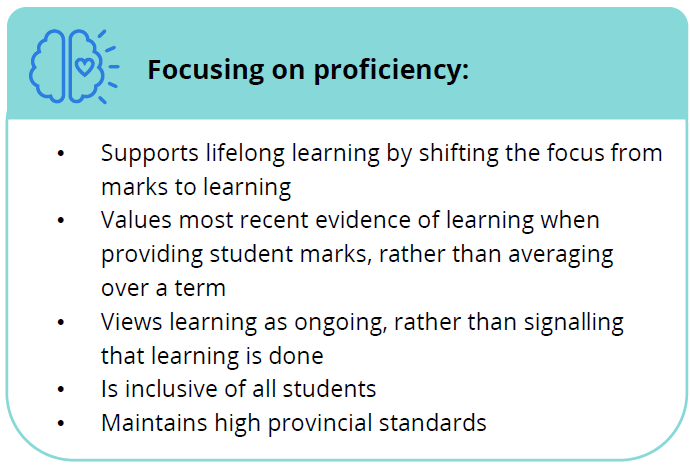 Focusing on proficiency:
• Supports lifelong learning by shifting the focus from
marks to learning
• Values most recent evidence of learning when
providing student marks, rather than averaging
over a term
• Views learning as ongoing, rather than signalling
that learning is done
• Is inclusive of all students
• Maintains high provincial standards